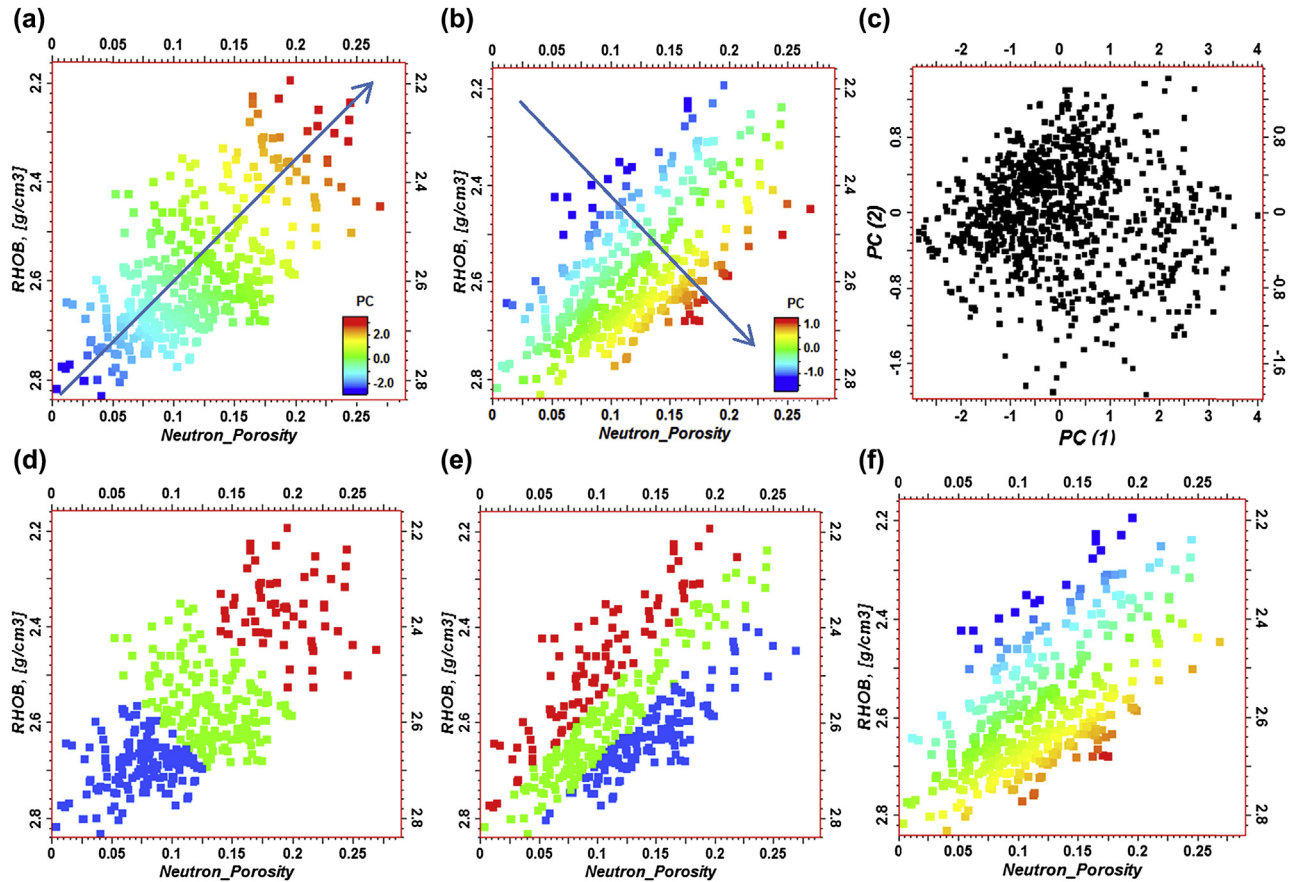 (a)
0 0.05 0.1 0.15 0.2 0.25
2.2 2.4 2.6 2.8
RHOB, [g/cm3]
2.2 2.4 2.6 2.8
PC
2.0
0.0
-2.0
0 0.05 0.1 0.15 0.2 0.25
Neutron_Porosity
(b)
0 0.05 0.1 0.15 0.2 0.25
2.2 2.4 2.6 2.8
RHOB, [g/cm3]
2.2 2.4 2.6 2.8
PC
1.0
0.0
-1.0
0 0.05 0.1 0.15 0.2 0.25
Neutron_Porosity
(c)
-2 -1 0 1 2 3 4
0.8 0 -0.8 -1.6
PC (2)
0.8 0 -0.8 -1.6
-2 -1 0 1 2 3 4
PC (1)
(d)
0 0.05 0.1 0.15 0.2 0.25
2.2 2.4 2.6 2.8
RHOB, [g/cm3]
2.2 2.4 2.6 2.8
0 0.05 0.1 0.15 0.2 0.25
Neutron_Porosity
(e)
0 0.05 0.1 0.15 0.2 0.25
2.2 2.4 2.6 2.8
RHOB, [g/cm3]
2.2 2.4 2.6 2.8
0 0.05 0.1 0.15 0.2 0.25
Neutron_Porosity
(f)
0 0.05 0.1 0.15 0.2 0.25
2.2 2.4 2.6 2.8
RHOB, [g/cm3]
2.2 2.4 2.6 2.8
0 0.05 0.1 0.15 0.2 0.25
Neutron_Porosity